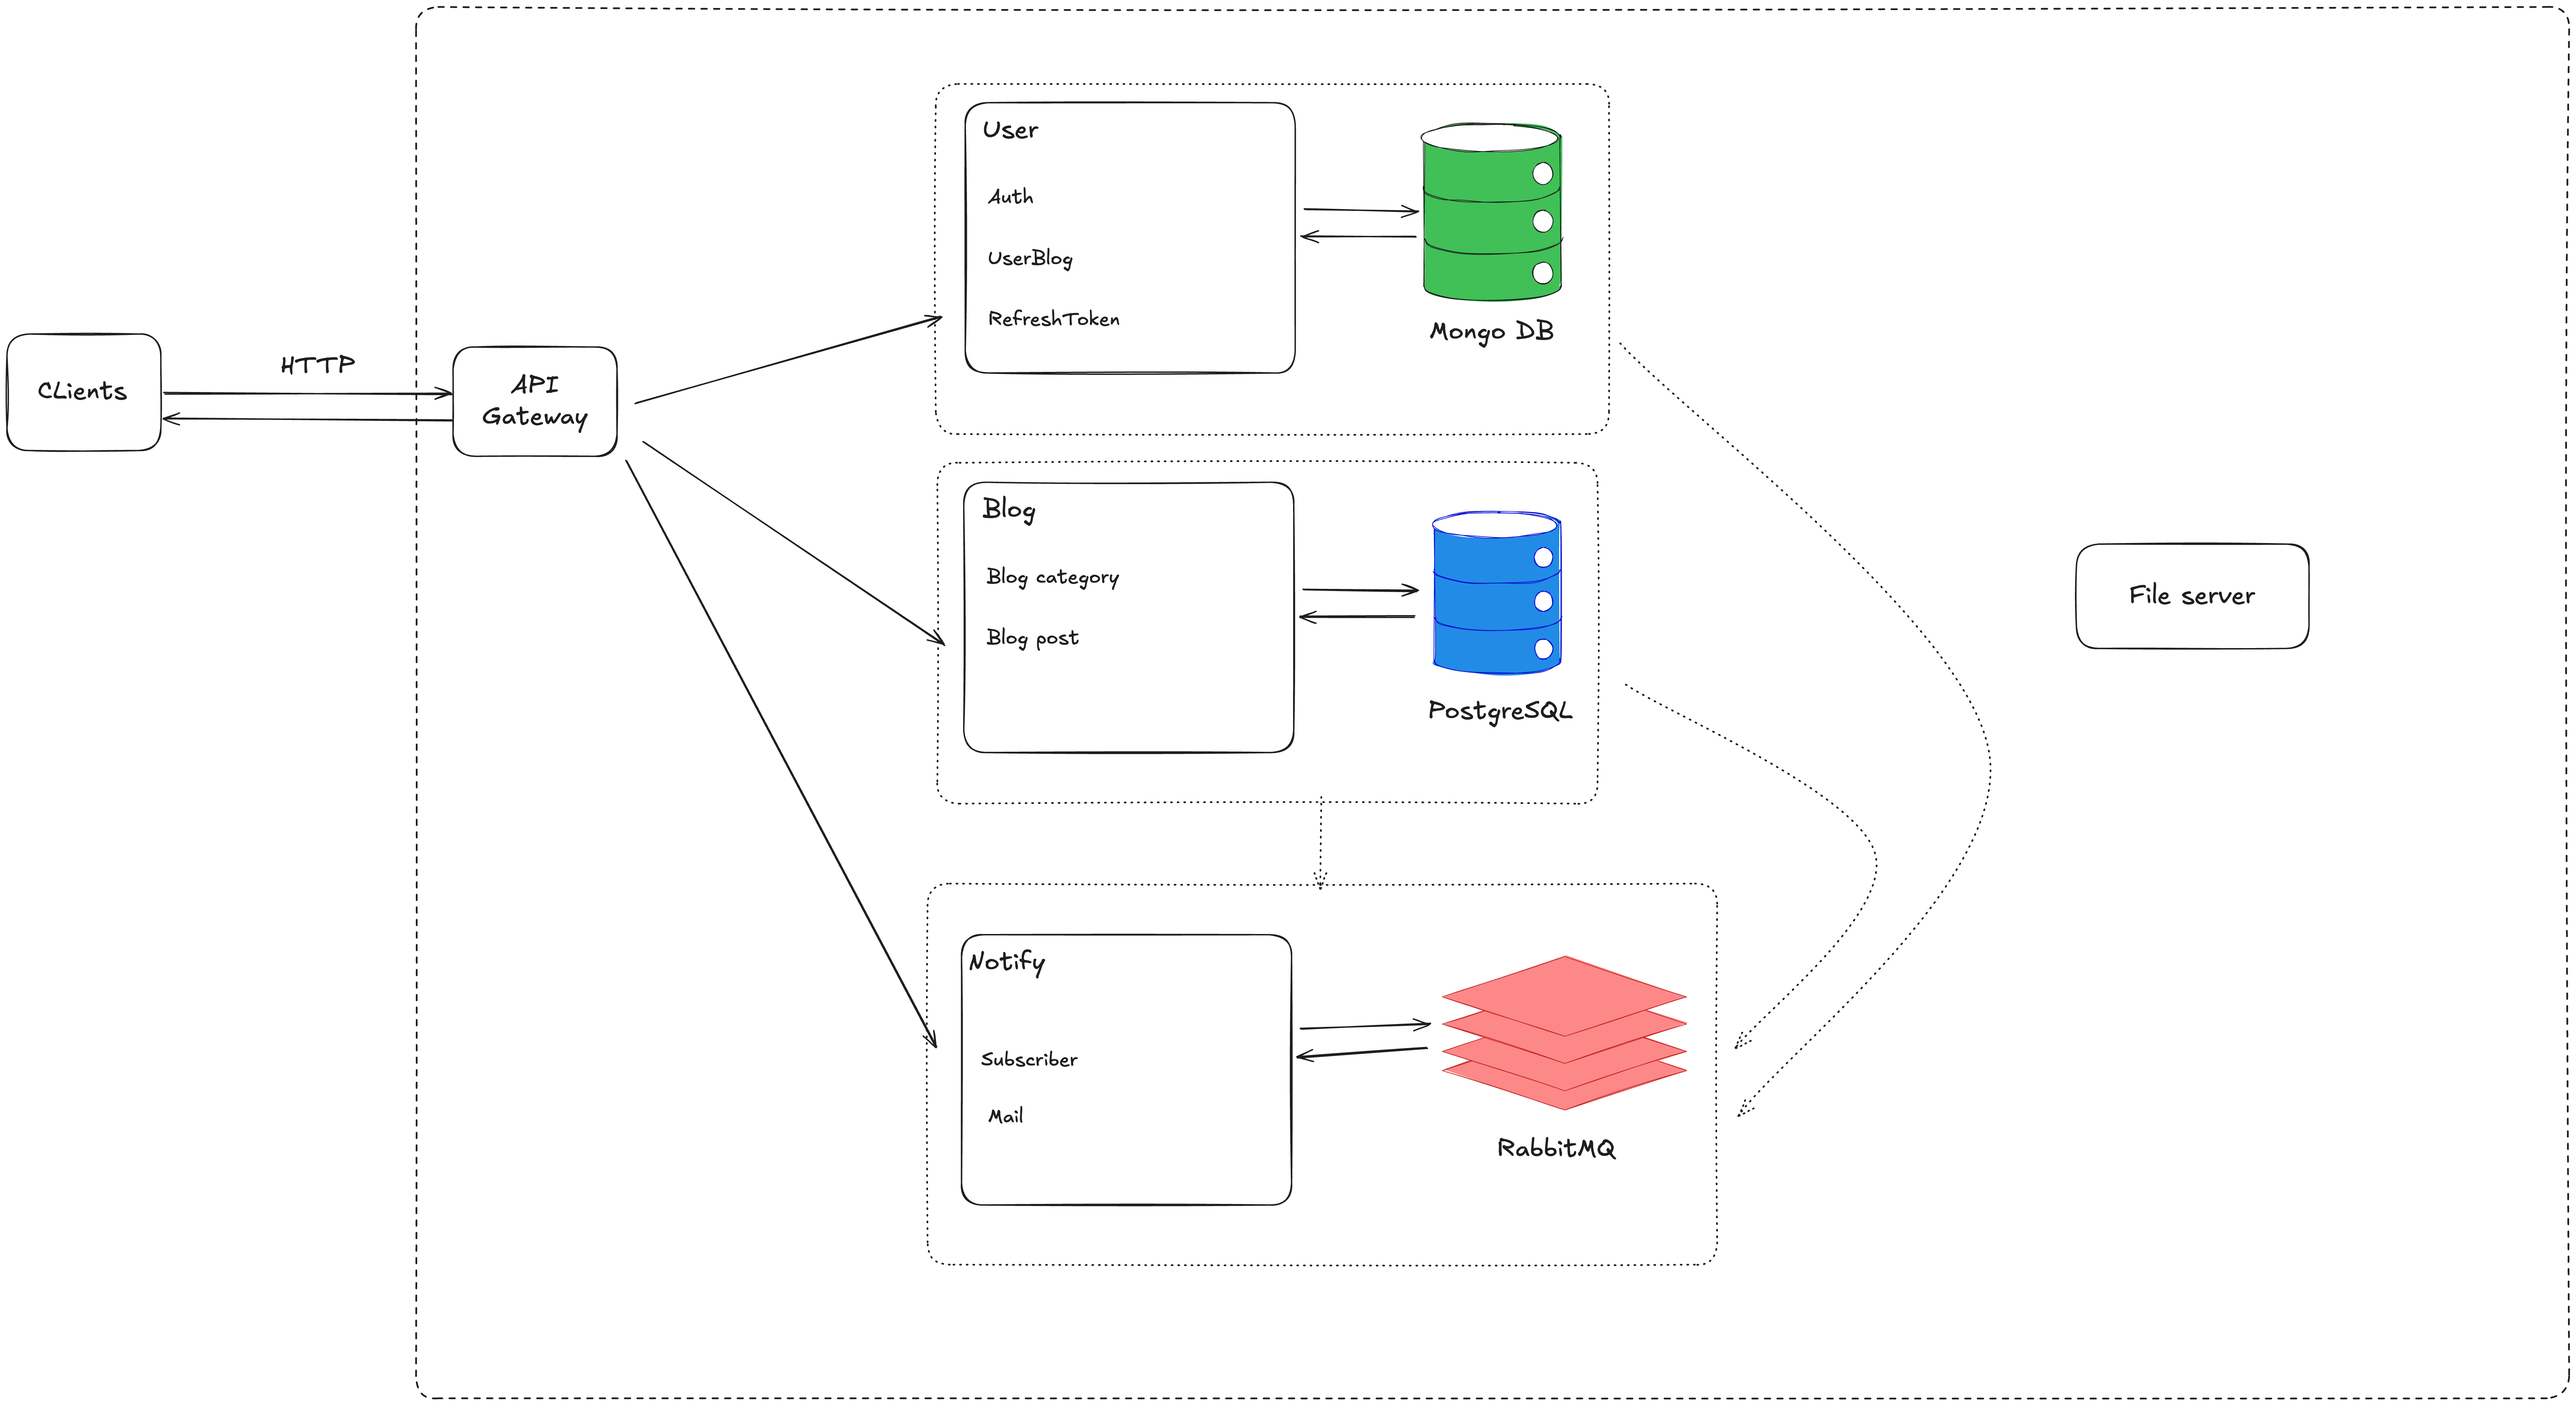 CLients
HTTP
API
Gateway
User
Auth
UserBlog
RefreshToken
Mongo DB
Blog
Blog category
Blog post
PostgreSQL
File server
Notify
Subscriber
Mail
RabbitMQ